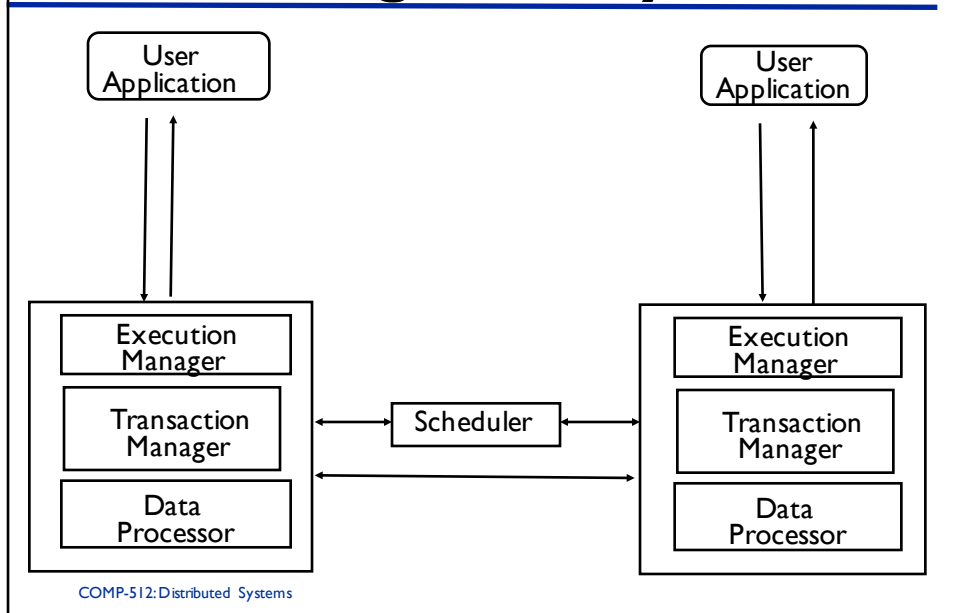 User
Application
User
Application
Execution
Manager
Transaction
Manager
Data
Processor
Scheduler
Execution
Manager
Transaction
Manager
Data
Processor
COMP-512: Distributed Systems